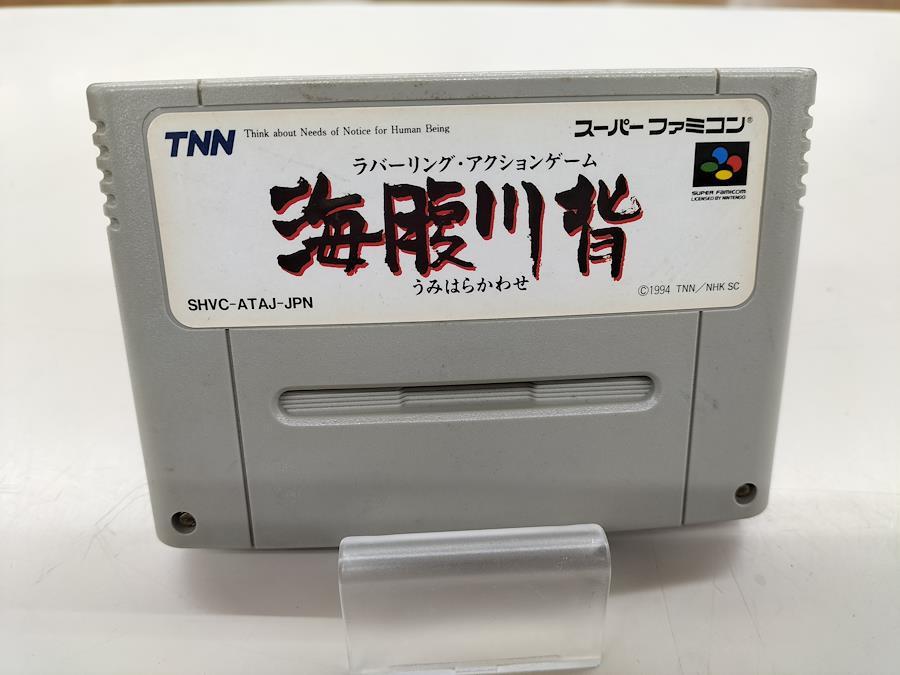 TNN Think about Needs of Notice for Human Being
スーパーファミコン®
ラバーリング・アクションゲーム
海腹川背
うみはらかわせ
SUPER FAMICOM
LICENSED BY NINTENDO
SHVC-ATAJ-JPN
©1994 TNN/NHK SC